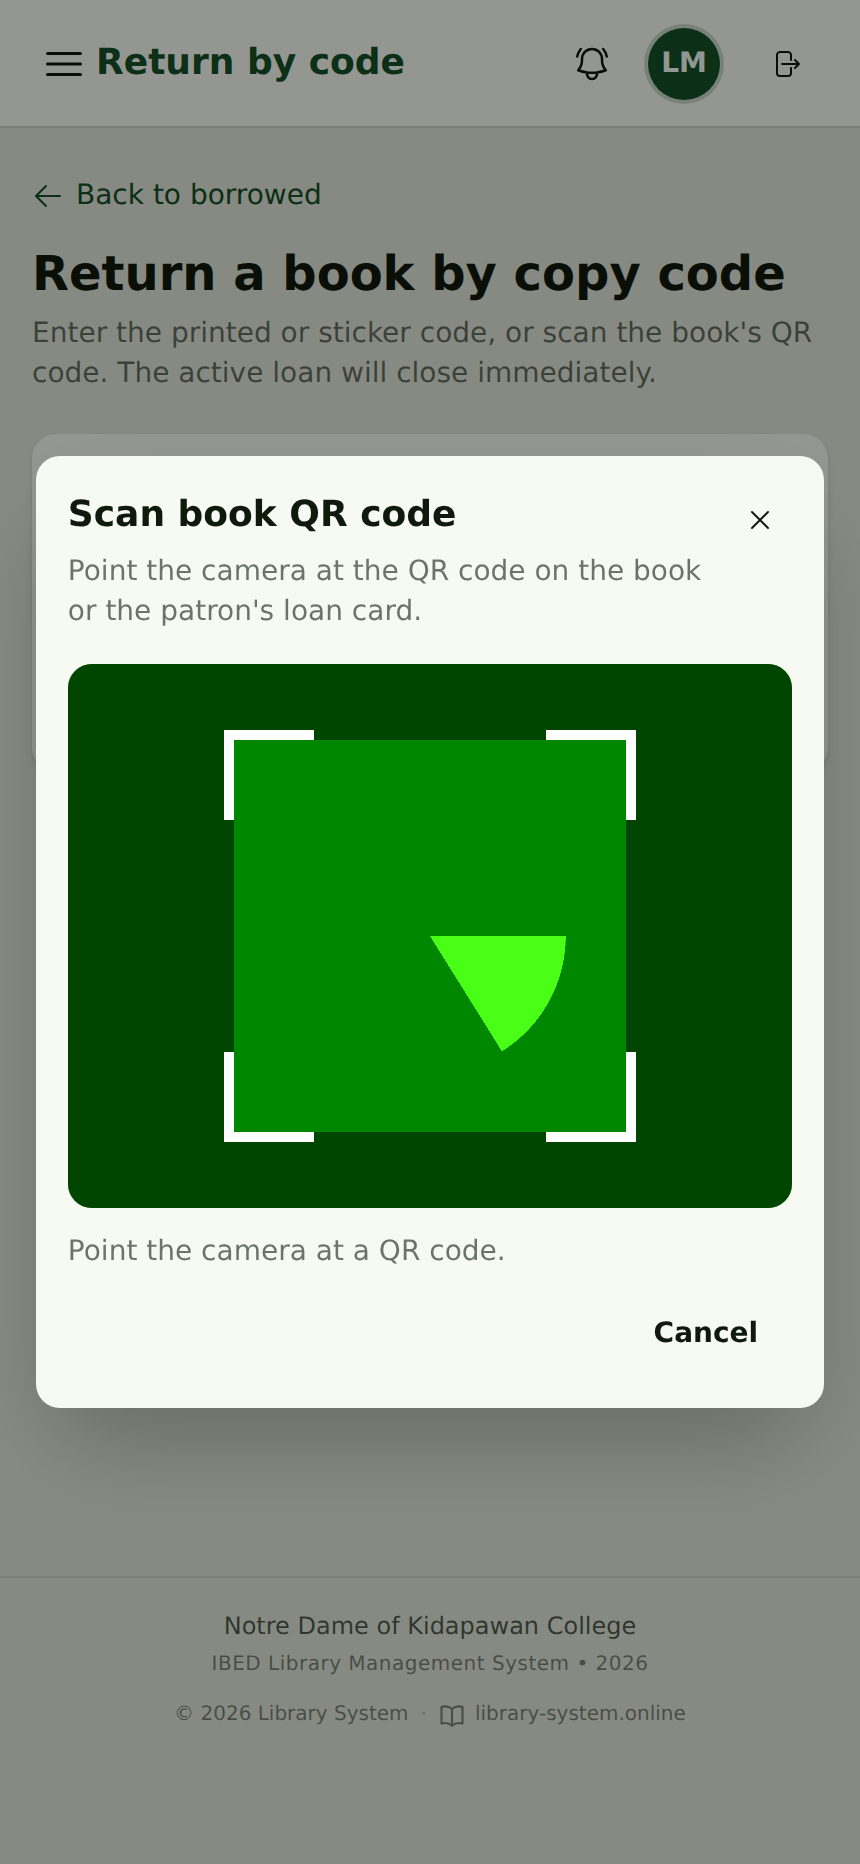 Return by code
LM
Back to borrowed
Return a book by copy code
Enter the printed or sticker code, or scan the book's QR
code. The active loan will close immediately.
Scan book QR code
Point the camera at the QR code on the book
or the patron's loan card.
Point the camera at a QR code.
Cancel
Notre Dame of Kidapawan College
IBED Library Management System • 2026
© 2026 Library System · library-system.online